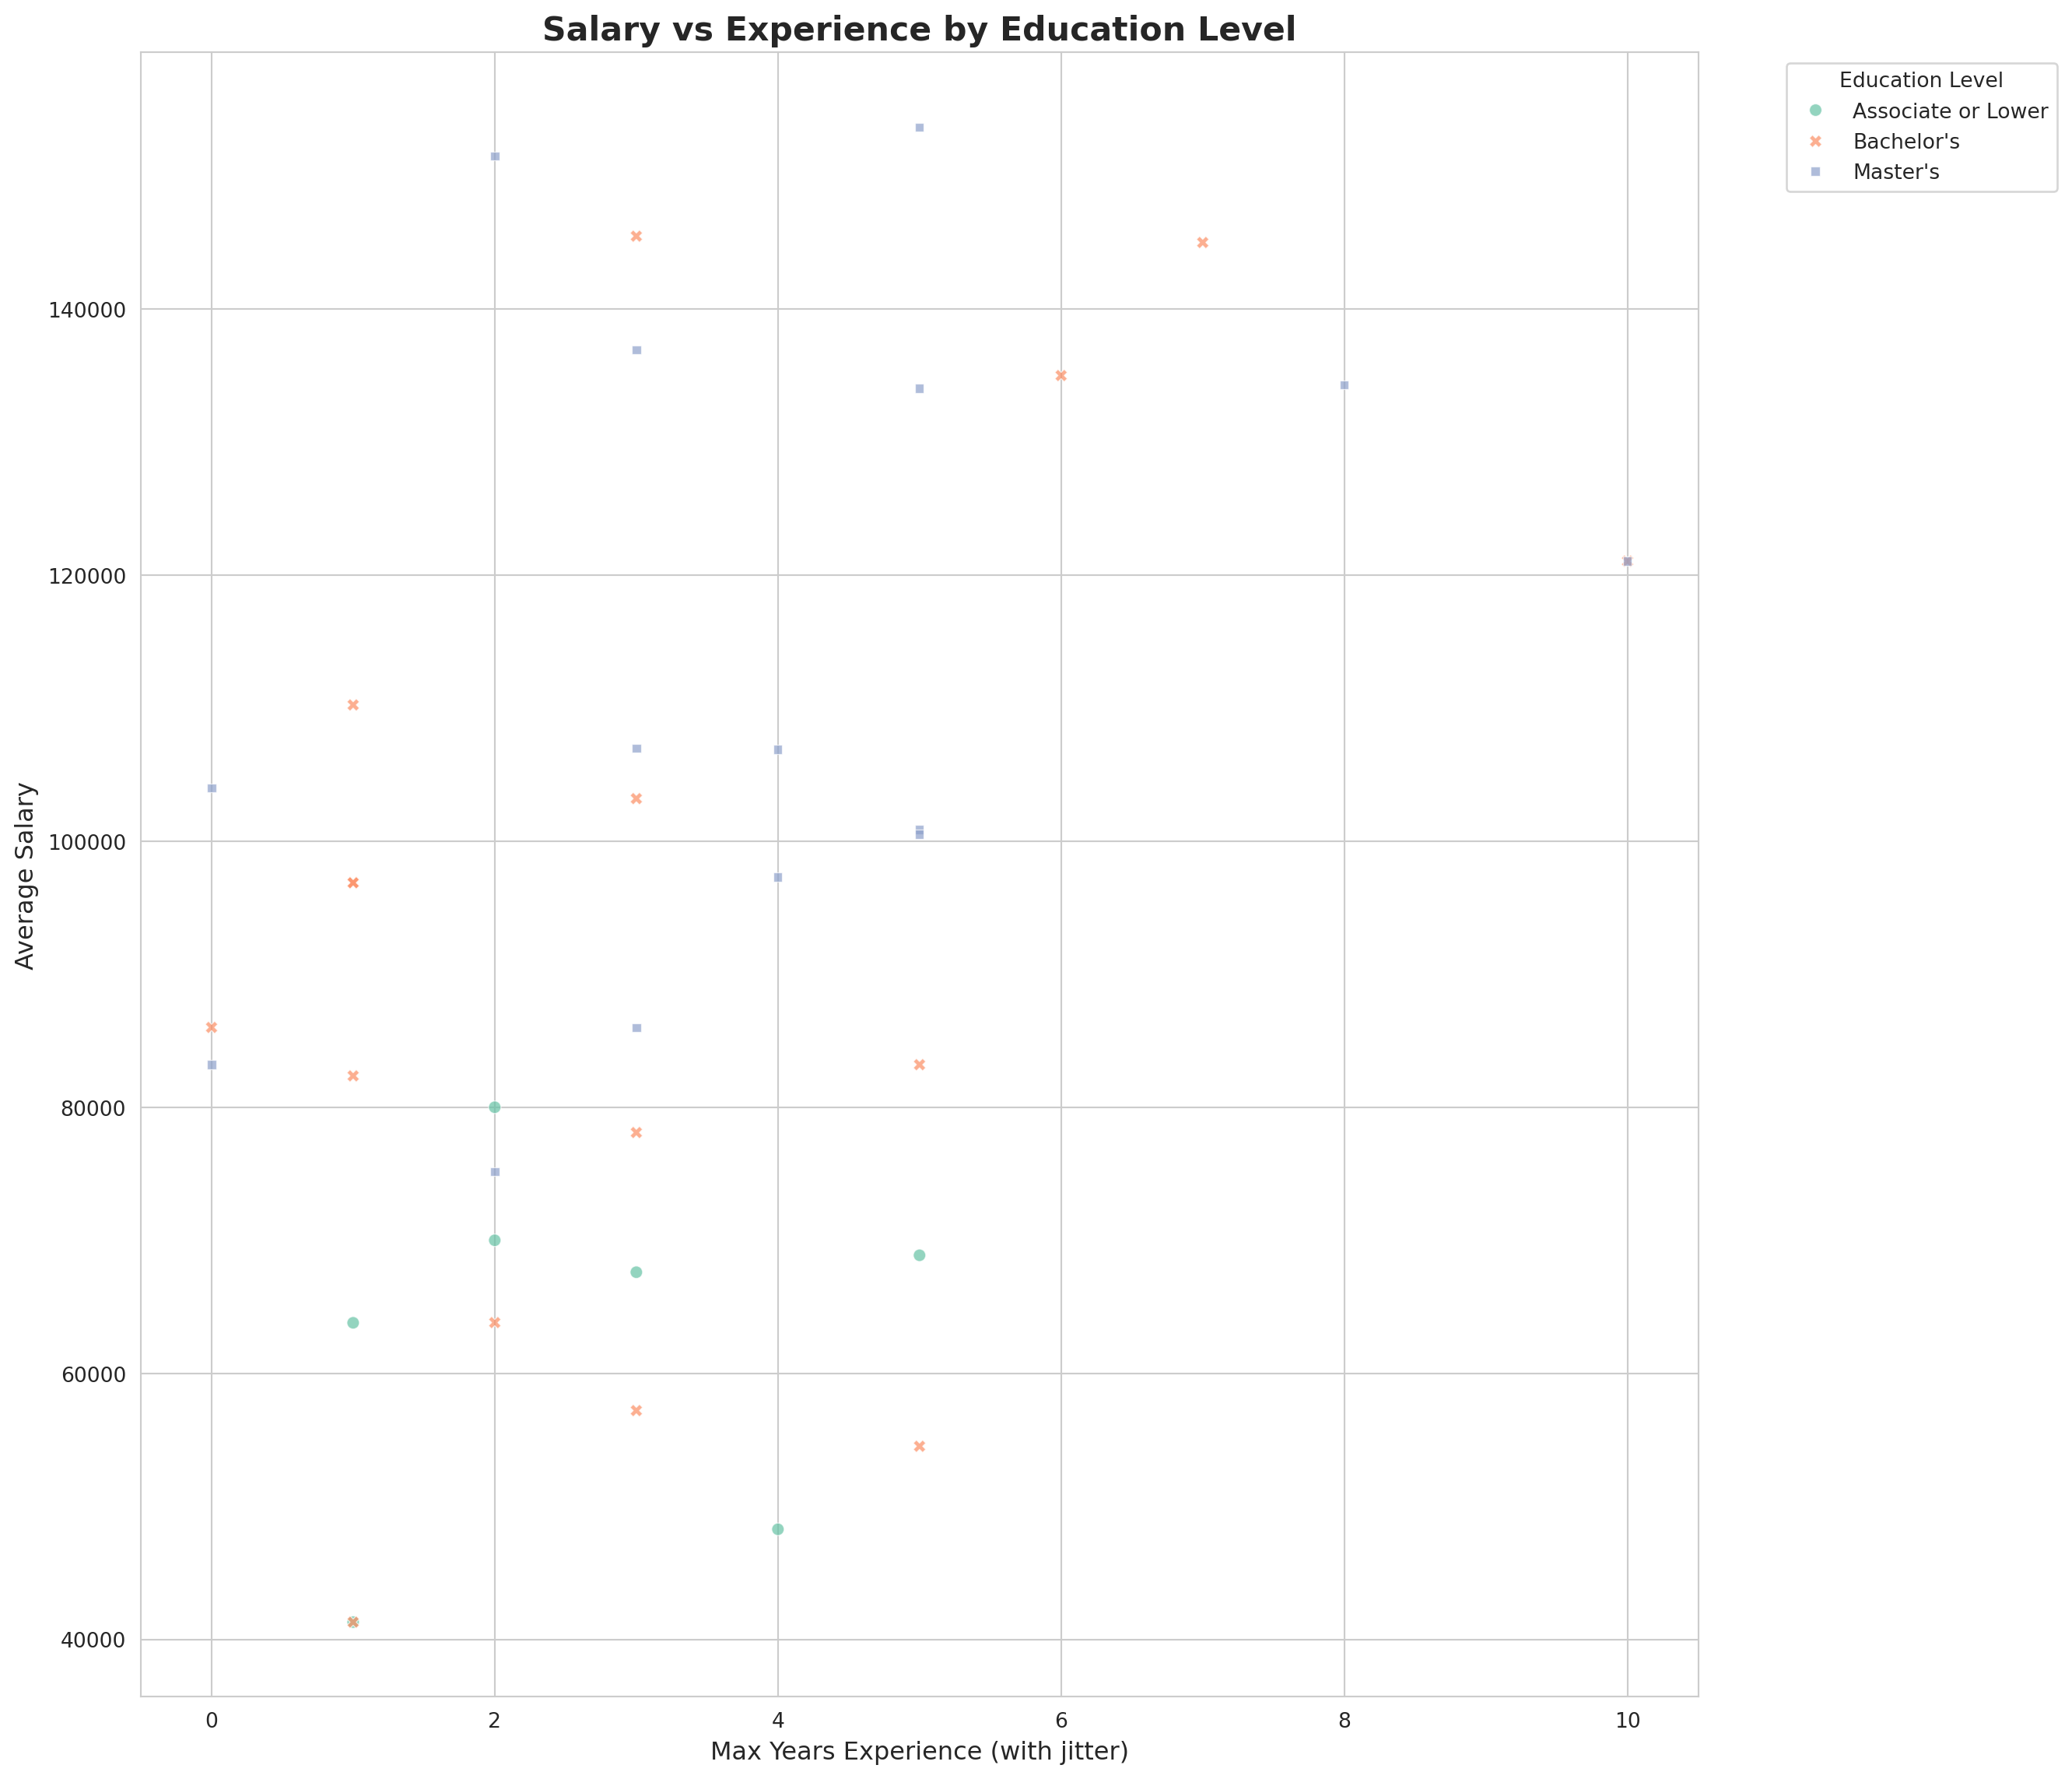 Salary vs Experience by Education Level
Education Level
Associate or Lower
Bachelor's
Master's
Average Salary
140000
120000
100000
80000
60000
40000
0 2 4 6 8 10
Max Years Experience (with jitter)